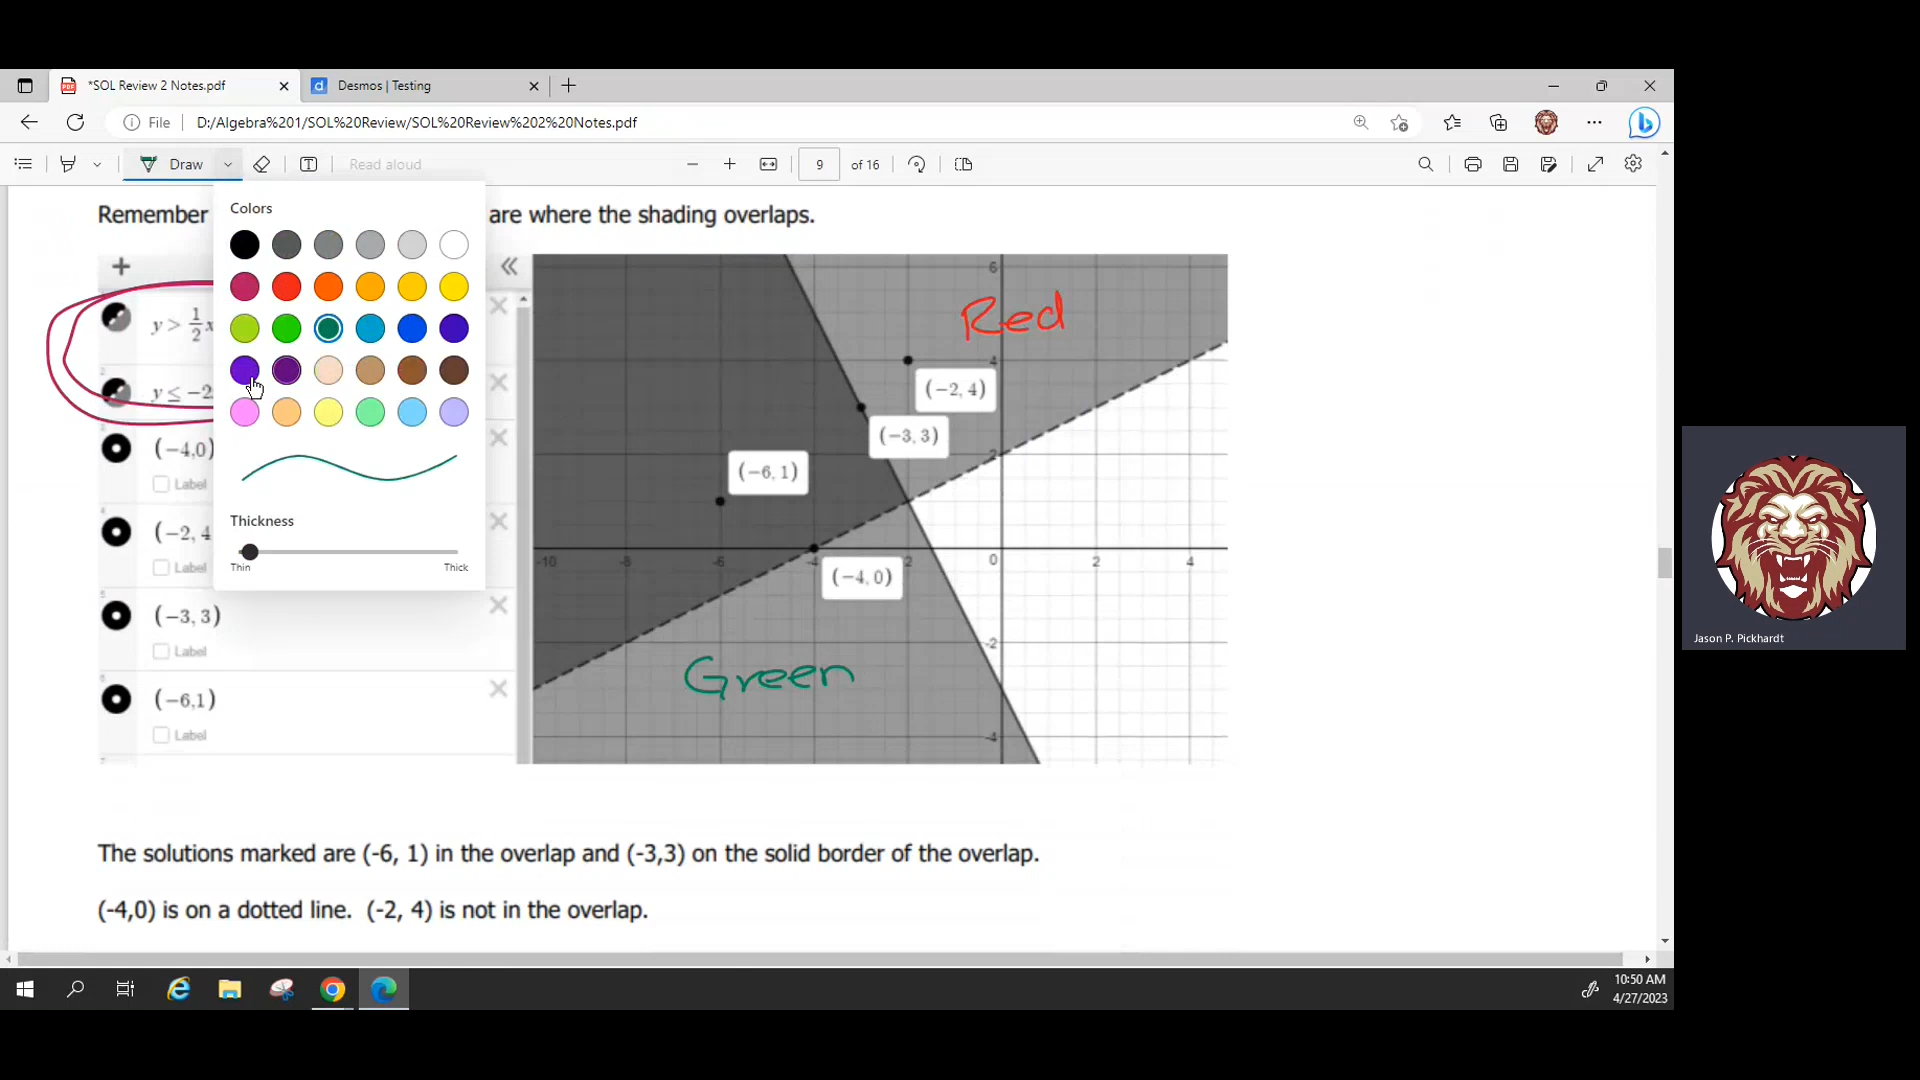 *SOL Review 2 Notes.pdf
Desmos | Testing
File
D:/Algebra%201/SOL%20Review/SOL%20Review%202%20Notes.pdf
Draw
Read aloud
9 of 16
Remember
are where the shading overlaps.
Colors
Thickness
Thin
Thick
y > 1/2 x
y ≤ −2
(−4,0)
Label
(−2, 4
Label
(−3, 3)
Label
(−6,1)
Label
6
Red
4
(−2, 4)
(−3, 3)
2
(−6, 1)
-10 -8 -6 -4 2 0 2 4
(−4, 0)
-2
Green
-4
The solutions marked are (-6, 1) in the overlap and (-3,3) on the solid border of the overlap.
(-4,0) is on a dotted line. (-2, 4) is not in the overlap.
Jason P. Pickhardt
10:50 AM
4/27/2023